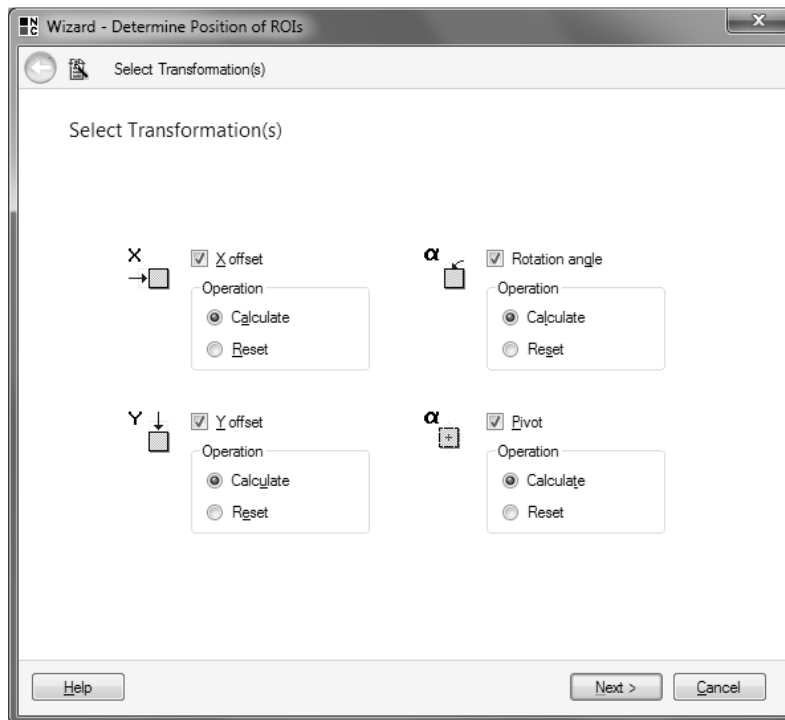 NC Wizard - Determine Position of ROIs
X
Select Transformation(s)
Select Transformation(s)
X
X offset
Operation
Calculate
Reset
α
Rotation angle
Operation
Calculate
Reset
Y
Y offset
Operation
Calculate
Reset
α
Pivot
Operation
Calculate
Reset
Help
Next >
Cancel